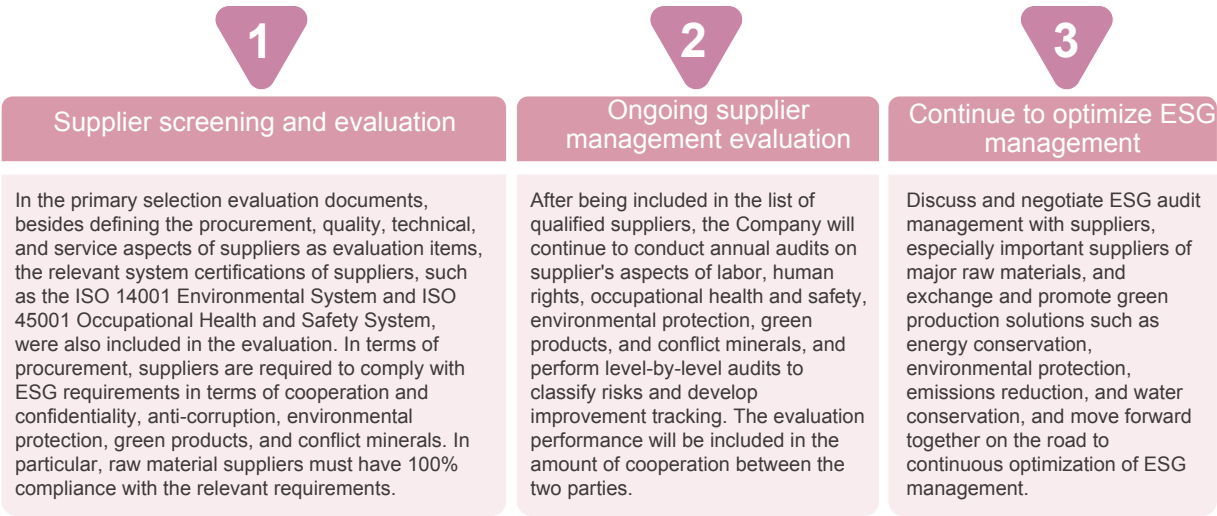 1
Supplier screening and evaluation
In the primary selection evaluation documents,
besides defining the procurement, quality, technical,
and service aspects of suppliers as evaluation items,
the relevant system certifications of suppliers, such
as the ISO 14001 Environmental System and ISO
45001 Occupational Health and Safety System,
were also included in the evaluation. In terms of
procurement, suppliers are required to comply with
ESG requirements in terms of cooperation and
confidentiality, anti-corruption, environmental
protection, green products, and conflict minerals. In
particular, raw material suppliers must have 100%
compliance with the relevant requirements.
2
Ongoing supplier
management evaluation
After being included in the list of
qualified suppliers, the Company will
continue to conduct annual audits on
supplier's aspects of labor, human
rights, occupational health and safety,
environmental protection, green
products, and conflict minerals, and
perform level-by-level audits to
classify risks and develop
improvement tracking. The evaluation
performance will be included in the
amount of cooperation between the
two parties.
3
Continue to optimize ESG
management
Discuss and negotiate ESG audit
management with suppliers,
especially important suppliers of
major raw materials, and
exchange and promote green
production solutions such as
energy conservation,
environmental protection,
emissions reduction, and water
conservation, and move forward
together on the road to
continuous optimization of ESG
management.